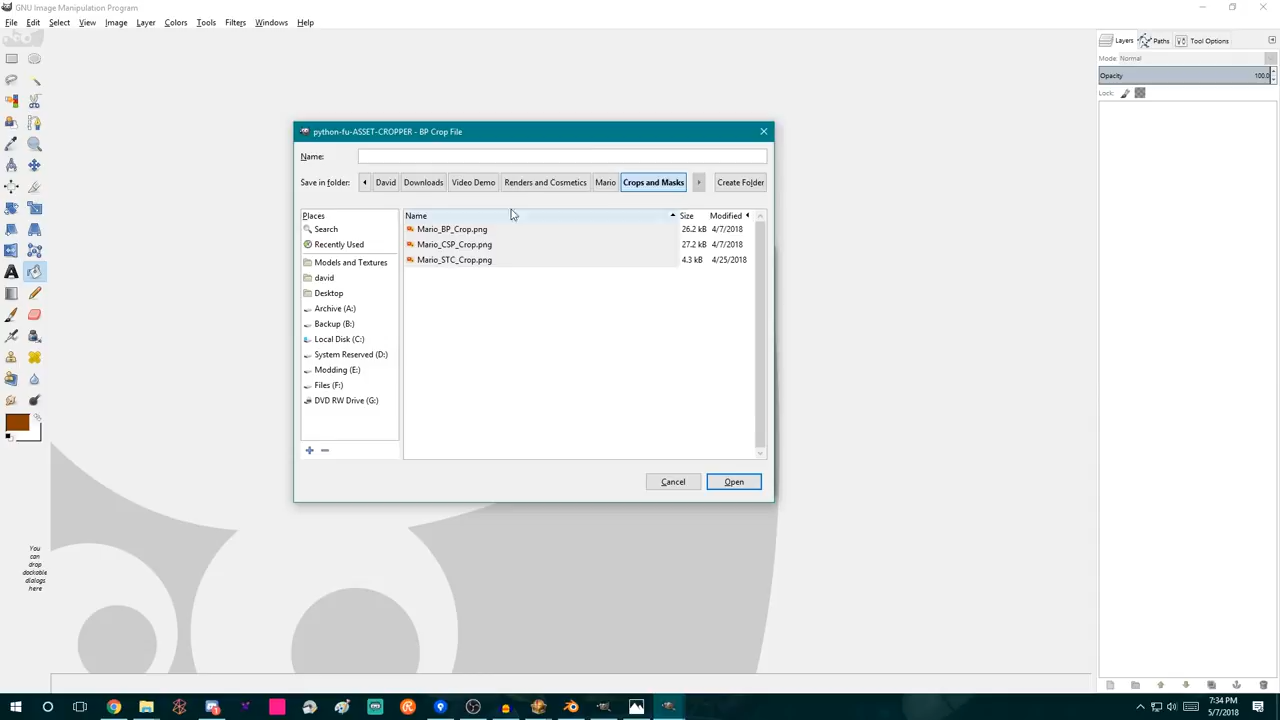 GNU Image Manipulation Program
File Edit Select View Image Layer Colors Tools Filters Windows Help
Layers Paths Tool Options
Mode: Normal
Opacity 100.0
Lock:
python-fu-ASSET-CROPPER - BP Crop File
Name:
Save in folder: David Downloads Video Demo Renders and Cosmetics Mario Crops and Masks Create Folder
Places
Search
Recently Used
Models and Textures
david
Desktop
Archive (A:)
Backup (B:)
Local Disk (C:)
System Reserved (D:)
Modding (E:)
Files (F:)
DVD RW Drive (G:)
Name Size Modified
Mario_BP_Crop.png 26.2 kB 4/7/2018
Mario_CSP_Crop.png 27.2 kB 4/7/2018
Mario_STC_Crop.png 4.3 kB 4/25/2018
Cancel Open
You
can
drop
dockable
dialogs
here
7:34 PM
5/7/2018